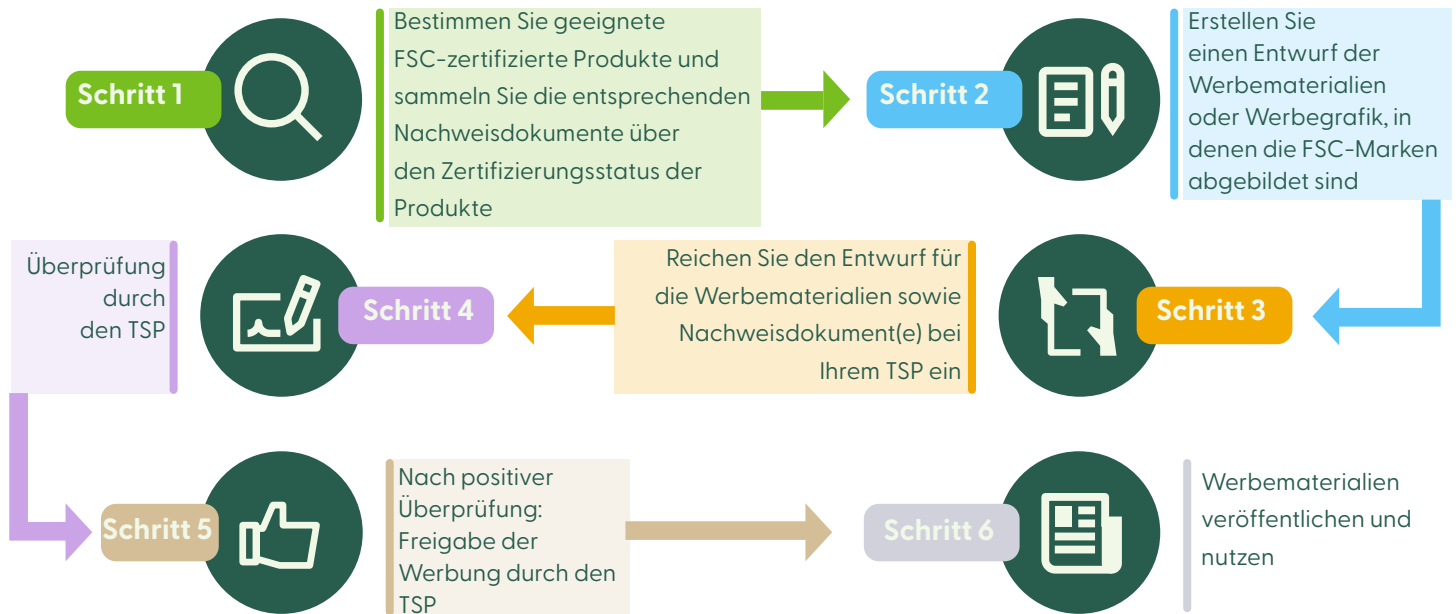 Schritt 1
Bestimmen Sie geeignete
FSC-zertifizierte Produkte und
sammeln Sie die entsprechenden
Nachweisdokumente über
den Zertifizierungsstatus der
Produkte
Schritt 2
Erstellen Sie
einen Entwurf der
Werbematerialien
oder Werbegrafik, in
denen die FSC-Marken
abgebildet sind
Schritt 3
Reichen Sie den Entwurf für
die Werbematerialien sowie
Nachweisdokument(e) bei
Ihrem TSP ein
Schritt 4
Überprüfung
durch
den TSP
Schritt 5
Nach positiver
Überprüfung:
Freigabe der
Werbung durch den
TSP
Schritt 6
Werbematerialien
veröffentlichen und
nutzen